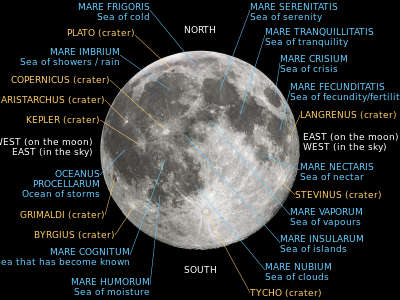 MARE FRIGORIS
Sea of cold
PLATO (crater)
MARE IMBRIUM
Sea of showers / rain
COPERNICUS (crater)
ARISTARCHUS (crater)
KEPLER (crater)
WEST (on the moon)
EAST (in the sky)
OCEANUS
PROCELLARUM
Ocean of storms
GRIMALDI (crater)
BYRGIUS (crater)
MARE COGNITUM
Sea that has become known
MARE HUMORUM
Sea of moisture
NORTH
SOUTH
MARE SERENITATIS
Sea of serenity
MARE TRANQUILLITATIS
Sea of tranquility
MARE CRISIUM
Sea of crisis
MARE FECUNDITATIS
Sea of fecundity/fertilit
LANGRENUS (crater)
EAST (on the moon)
WEST (in the sky)
MARE NECTARIS
Sea of nectar
STEVINUS (crater)
MARE VAPORUM
Sea of vapours
MARE INSULARUM
Sea of islands
MARE NUBIUM
Sea of clouds
TYCHO (crater)